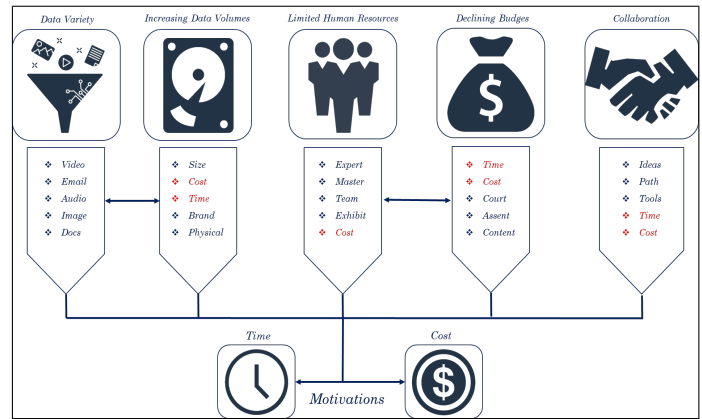 Data Variety
Increasing Data Volumes
Limited Human Resources
Declining Budges
Collaboration
$
Video
Email
Audio
Image
Docs
Size
Cost
Time
Brand
Physical
Expert
Master
Team
Exhibit
Cost
Time
Cost
Court
Assent
Content
Ideas
Path
Tools
Time
Cost
Time
Cost
$
Motivations